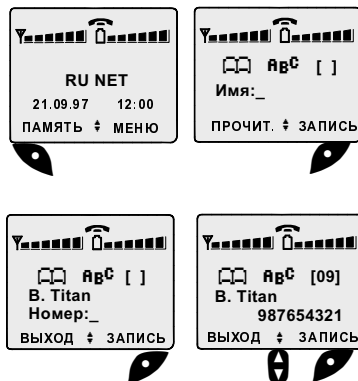 RU NET
21.09.97 12:00
ПАМЯТЬ МЕНЮ
ABC [ ]
Имя:_
ПРОЧИТ. ЗАПИСЬ
ABC [ ]
B. Titan
Номер:_
ВЫХОД ЗАПИСЬ
ABC [09]
B. Titan
987654321
ВЫХОД ЗАПИСЬ